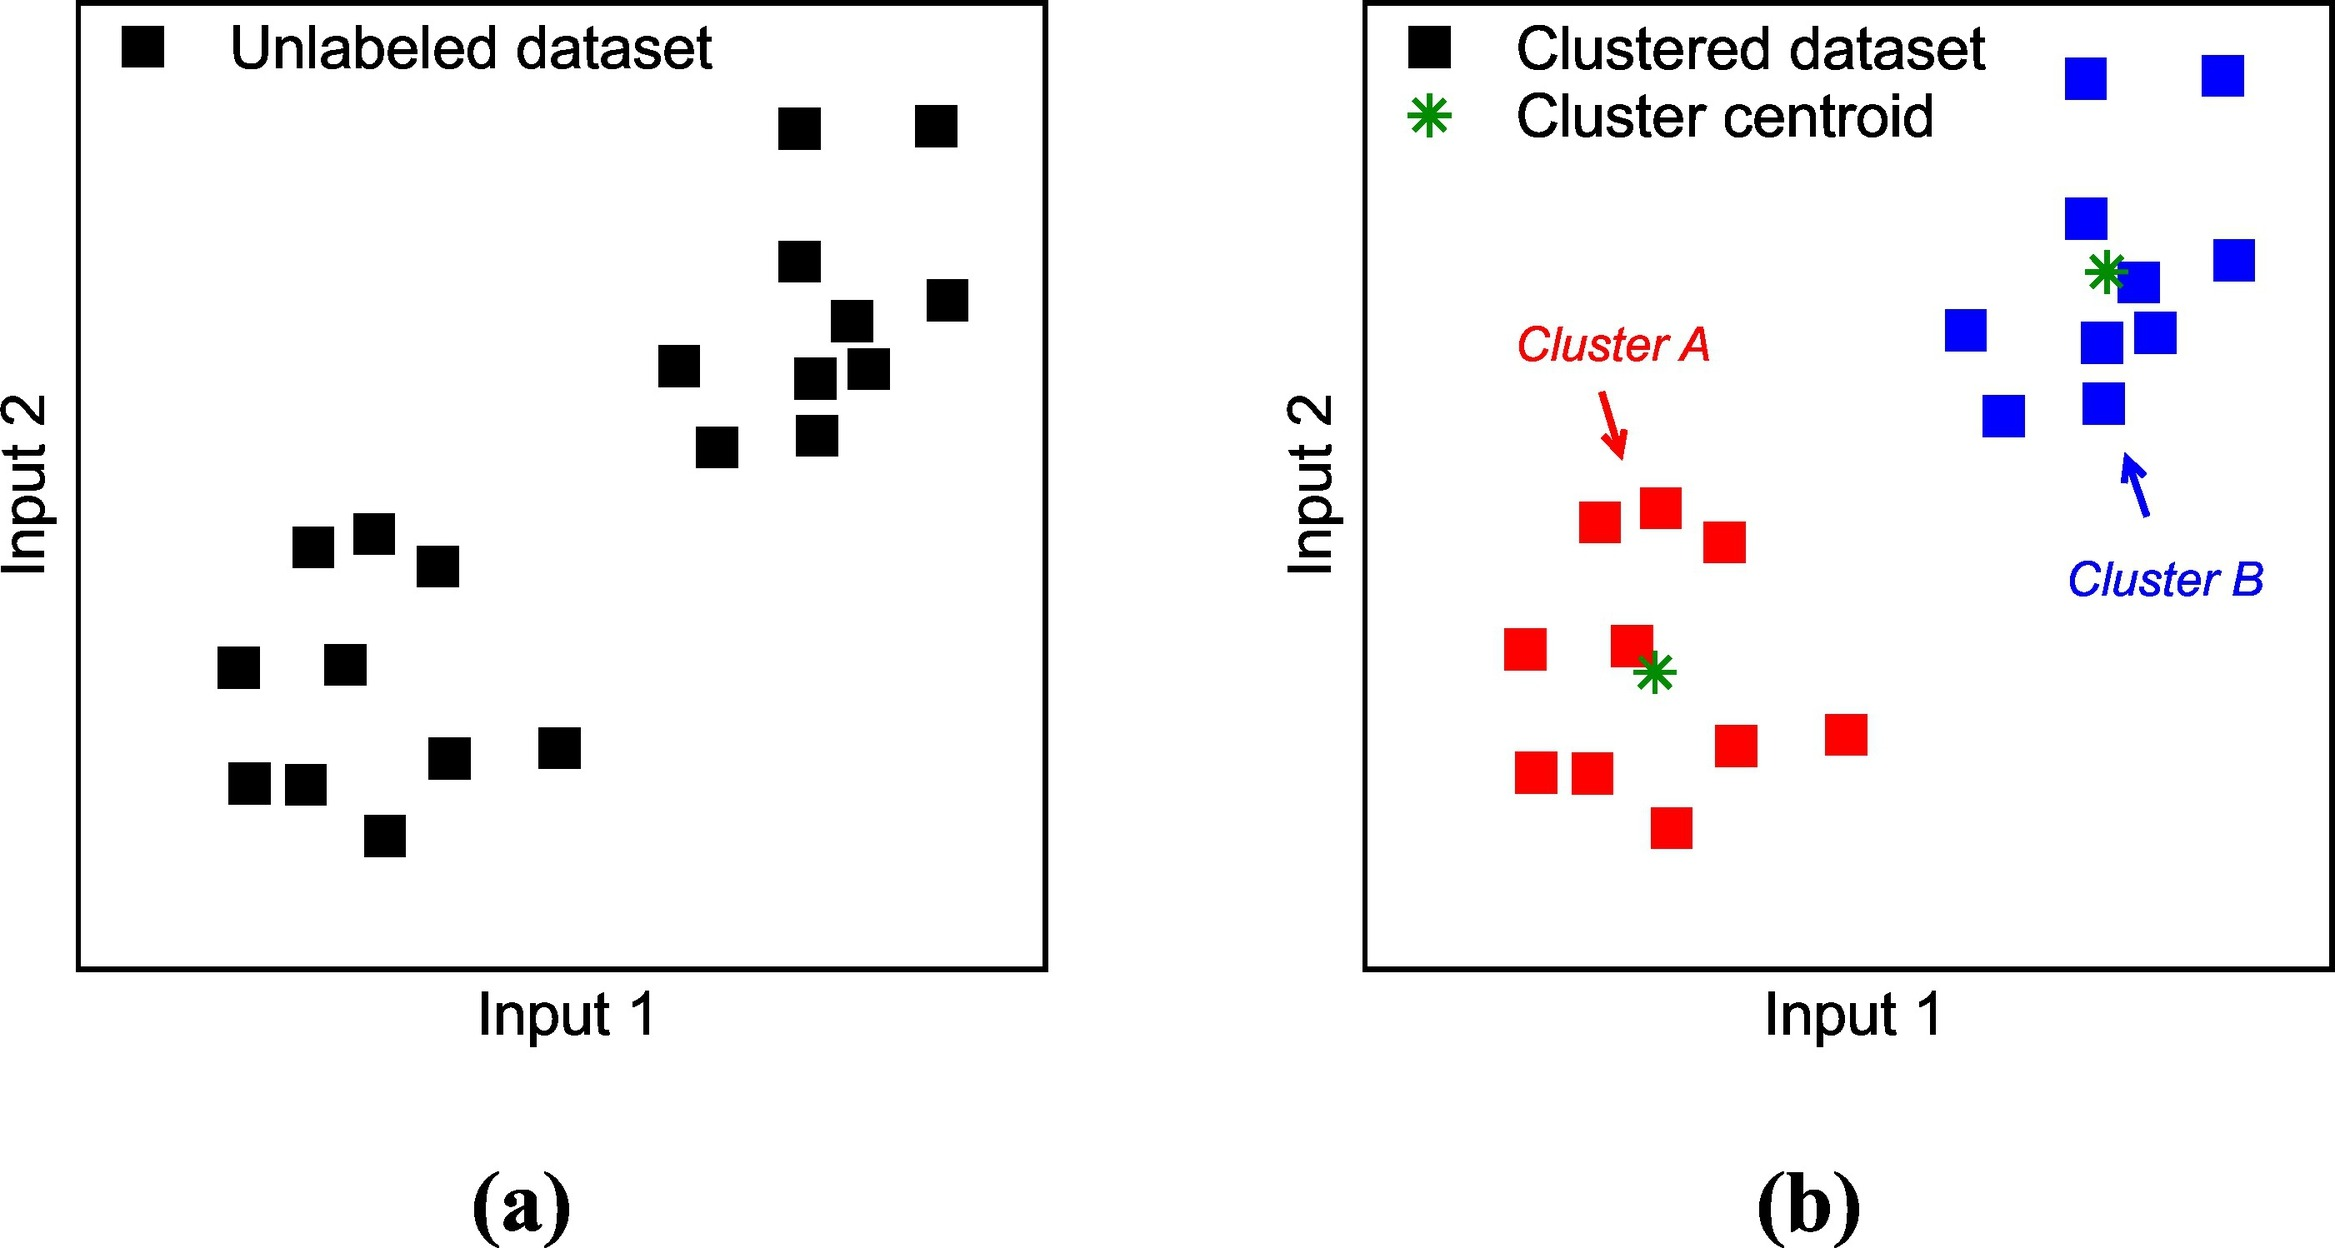 Unlabeled dataset
Input 2
Input 1
(a)
Clustered dataset
Cluster centroid
Cluster A
Cluster B
Input 2
Input 1
(b)